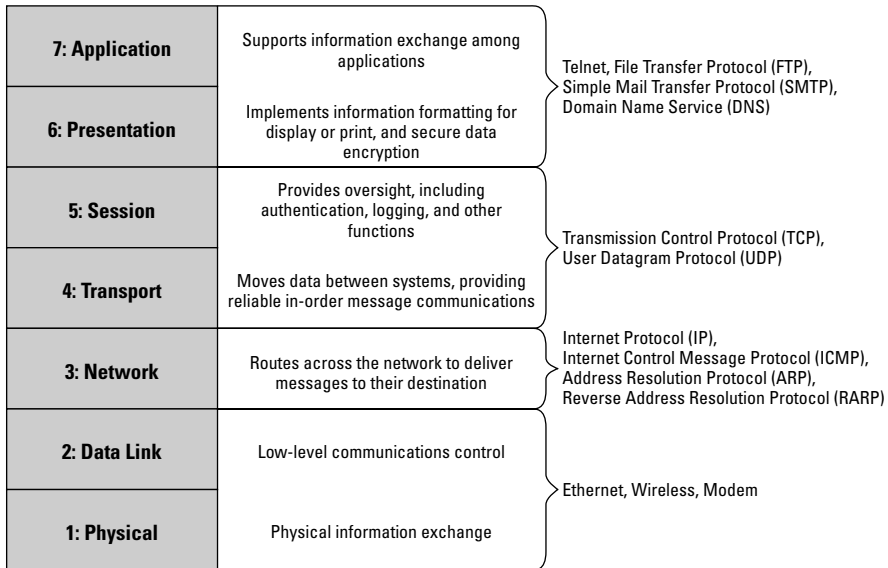 7: Application
Supports information exchange among
applications
6: Presentation
Implements information formatting for
display or print, and secure data
encryption
Telnet, File Transfer Protocol (FTP),
Simple Mail Transfer Protocol (SMTP),
Domain Name Service (DNS)
5: Session
Provides oversight, including
authentication, logging, and other
functions
4: Transport
Moves data between systems, providing
reliable in-order message communications
Transmission Control Protocol (TCP),
User Datagram Protocol (UDP)
3: Network
Routes across the network to deliver
messages to their destination
Internet Protocol (IP),
Internet Control Message Protocol (ICMP),
Address Resolution Protocol (ARP),
Reverse Address Resolution Protocol (RARP)
2: Data Link
Low-level communications control
1: Physical
Physical information exchange
Ethernet, Wireless, Modem